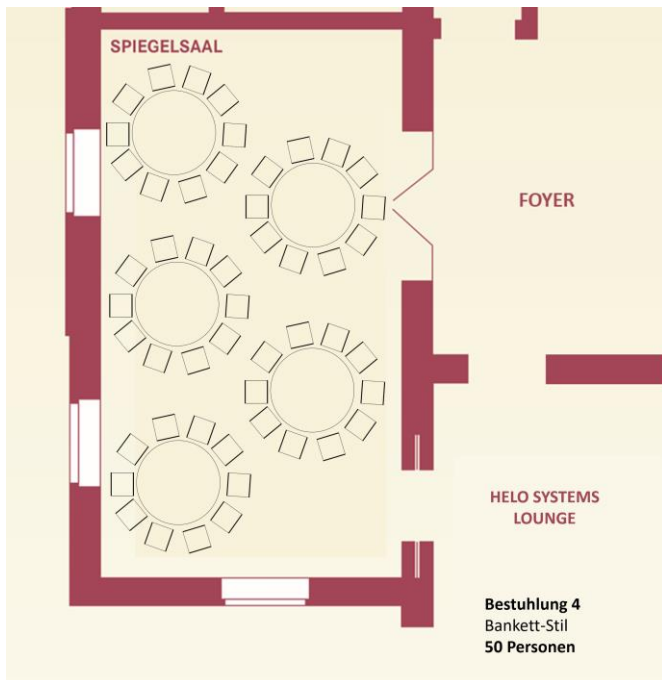 SPIEGELSAAL
FOYER
HELO SYSTEMS
LOUNGE
Bestuhlung 4
Bankett-Stil
50 Personen